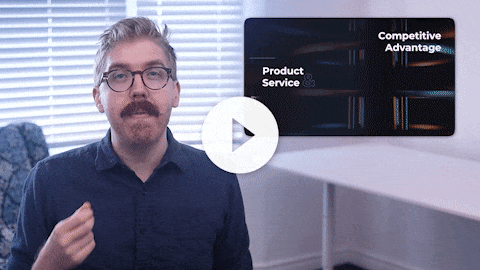 Competitive
Advantage
Product
Service &